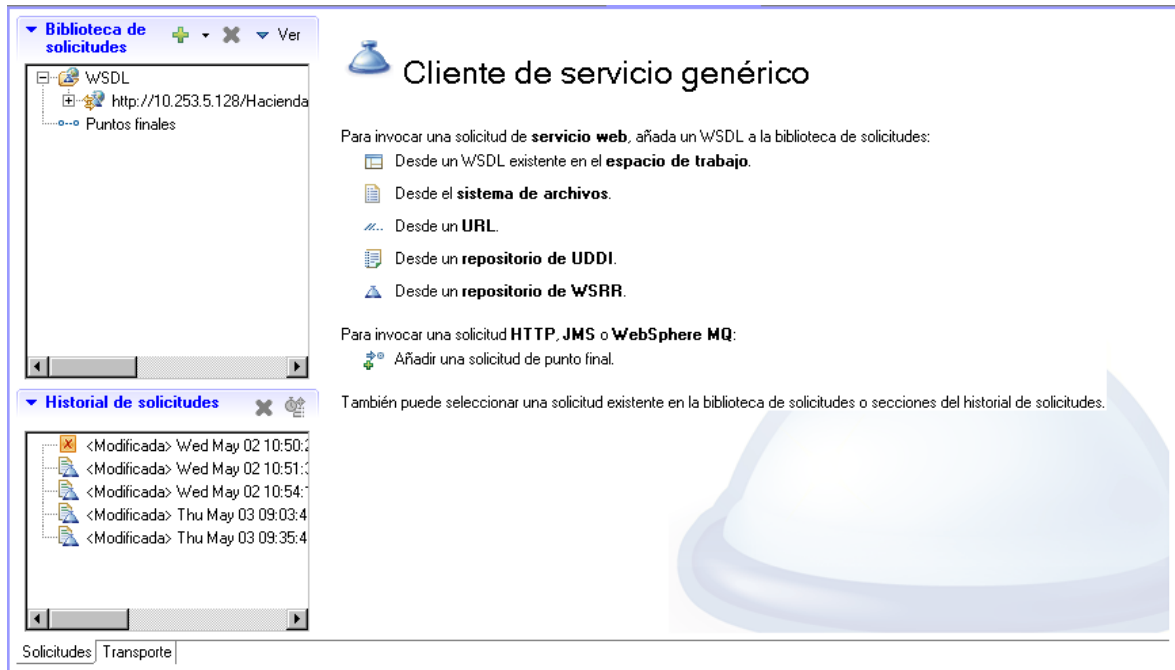 Biblioteca de solicitudes
Ver
WSDL
http://10.253.5.128/Hacienda
Puntos finales
Historial de solicitudes
<Modificada> Wed May 02 10:50:2
<Modificada> Wed May 02 10:51:3
<Modificada> Wed May 02 10:54:1
<Modificada> Thu May 03 09:03:4
<Modificada> Thu May 03 09:35:4
Solicitudes
Transporte
Cliente de servicio genérico
Para invocar una solicitud de servicio web, añada un WSDL a la biblioteca de solicitudes:
Desde un WSDL existente en el espacio de trabajo.
Desde el sistema de archivos.
Desde un URL.
Desde un repositorio de UDDI.
Desde un repositorio de WSRR.
Para invocar una solicitud HTTP, JMS o WebSphere MQ:
Añadir una solicitud de punto final.
También puede seleccionar una solicitud existente en la biblioteca de solicitudes o secciones del historial de solicitudes.